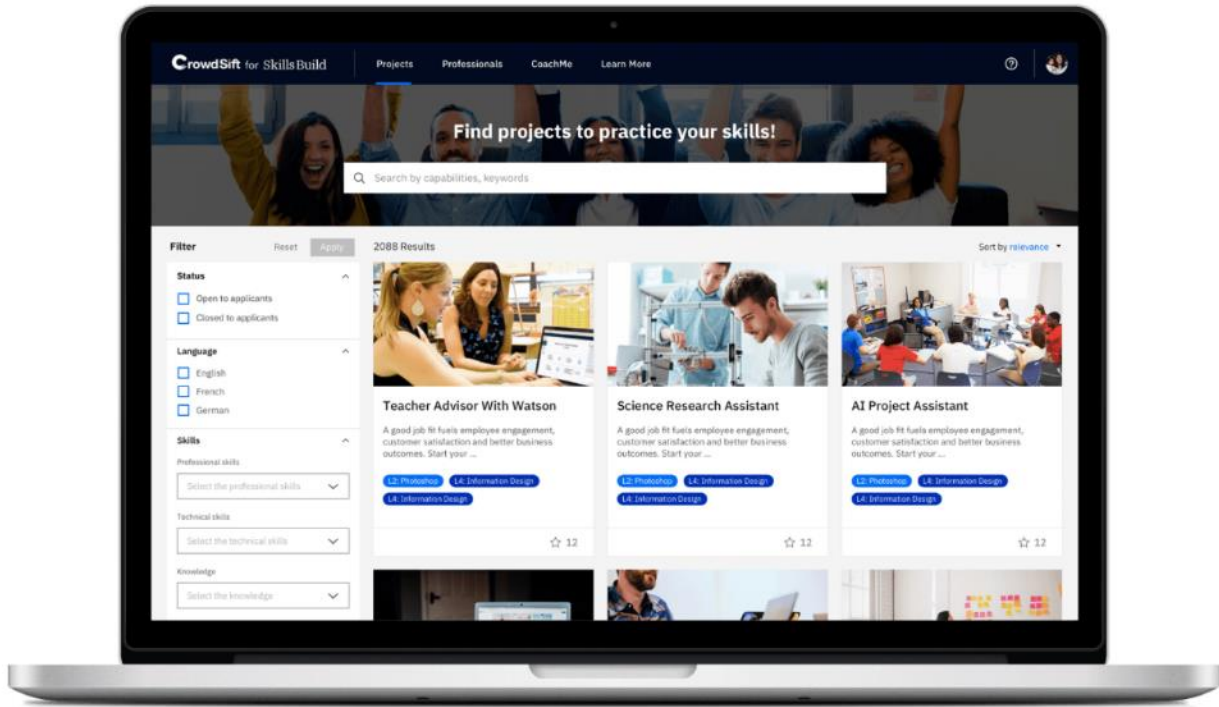 CrowdSift for SkillsBuild
Projects
Professionals
CoachMe
Learn More
Find projects to practice your skills!
Search by capabilities, keywords
Filter
Reset
Apply
2088 Results
Sort by relevance
Status
Open to applicants
Closed to applicants
Language
English
French
German
Skills
Professional skills
Select the professional skills
Technical skills
Select the technical skills
Knowledge
Select the knowledge
Teacher Advisor With Watson
A good job fit fuels employee engagement,
customer satisfaction and better business
outcomes. Start your ...
L2: Photoshop
L4: Information Design
L4: Information Design
12
Science Research Assistant
A good job fit fuels employee engagement,
customer satisfaction and better business
outcomes. Start your ...
L2: Photoshop
L4: Information Design
L4: Information Design
12
AI Project Assistant
A good job fit fuels employee engagement,
customer satisfaction and better business
outcomes. Start your ...
L2: Photoshop
L4: Information Design
L4: Information Design
12